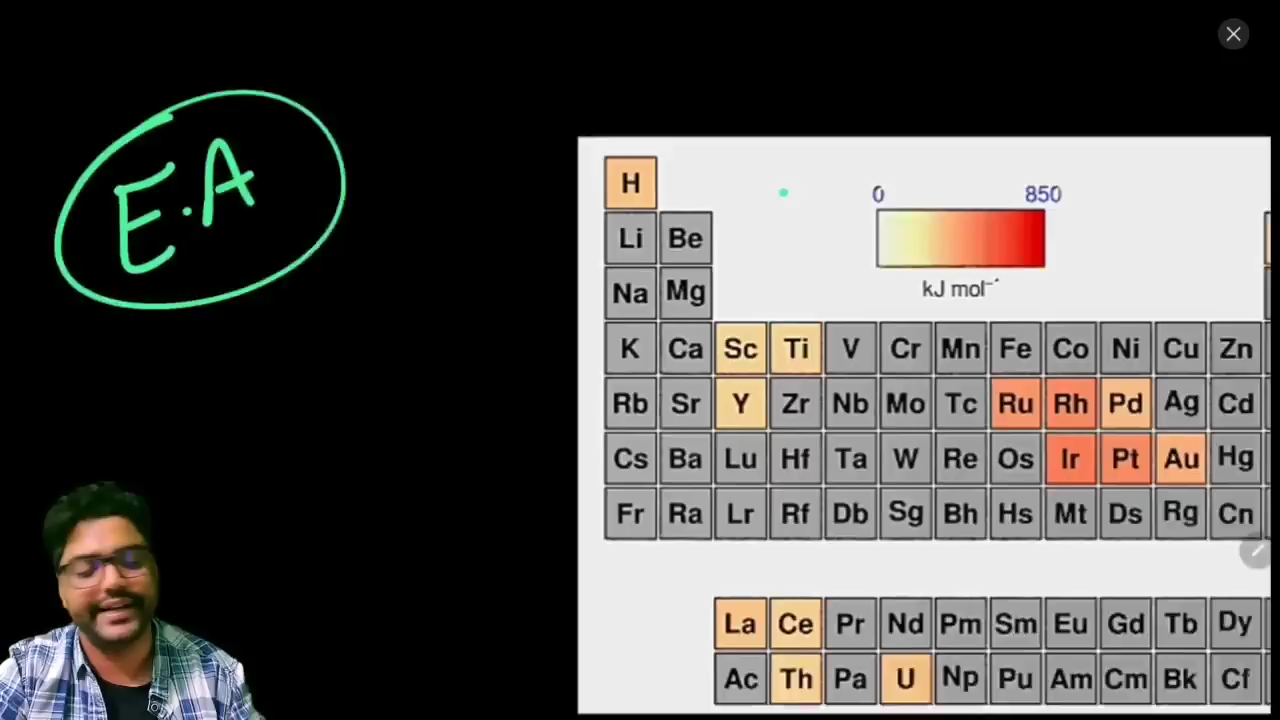 E.A
H
0 850
kJ mol⁻¹
Li Be
Na Mg
K Ca Sc Ti V Cr Mn Fe Co Ni Cu Zn
Rb Sr Y Zr Nb Mo Tc Ru Rh Pd Ag Cd
Cs Ba Lu Hf Ta W Re Os Ir Pt Au Hg
Fr Ra Lr Rf Db Sg Bh Hs Mt Ds Rg Cn
La Ce Pr Nd Pm Sm Eu Gd Tb Dy
Ac Th Pa U Np Pu Am Cm Bk Cf